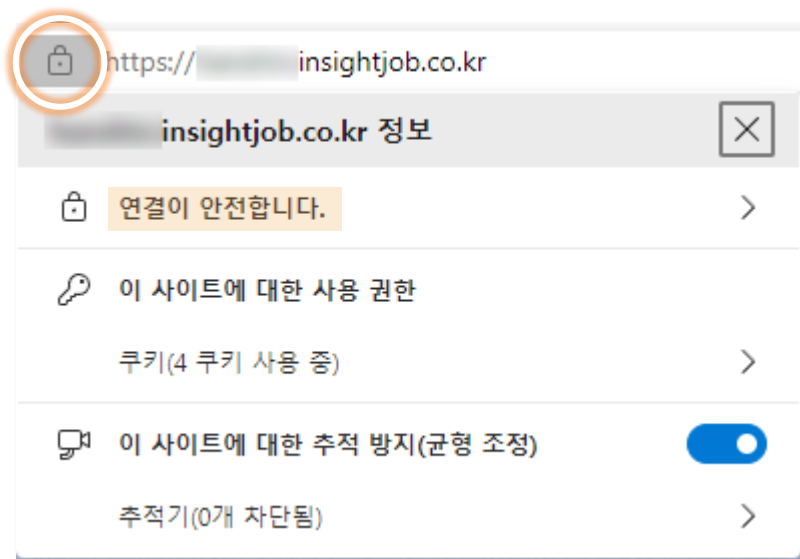 https:// insightjob.co.kr
insightjob.co.kr 정보
연결이 안전합니다.
이 사이트에 대한 사용 권한
쿠키(4 쿠키 사용 중)
이 사이트에 대한 추적 방지(균형 조정)
추적기(0개 차단됨)